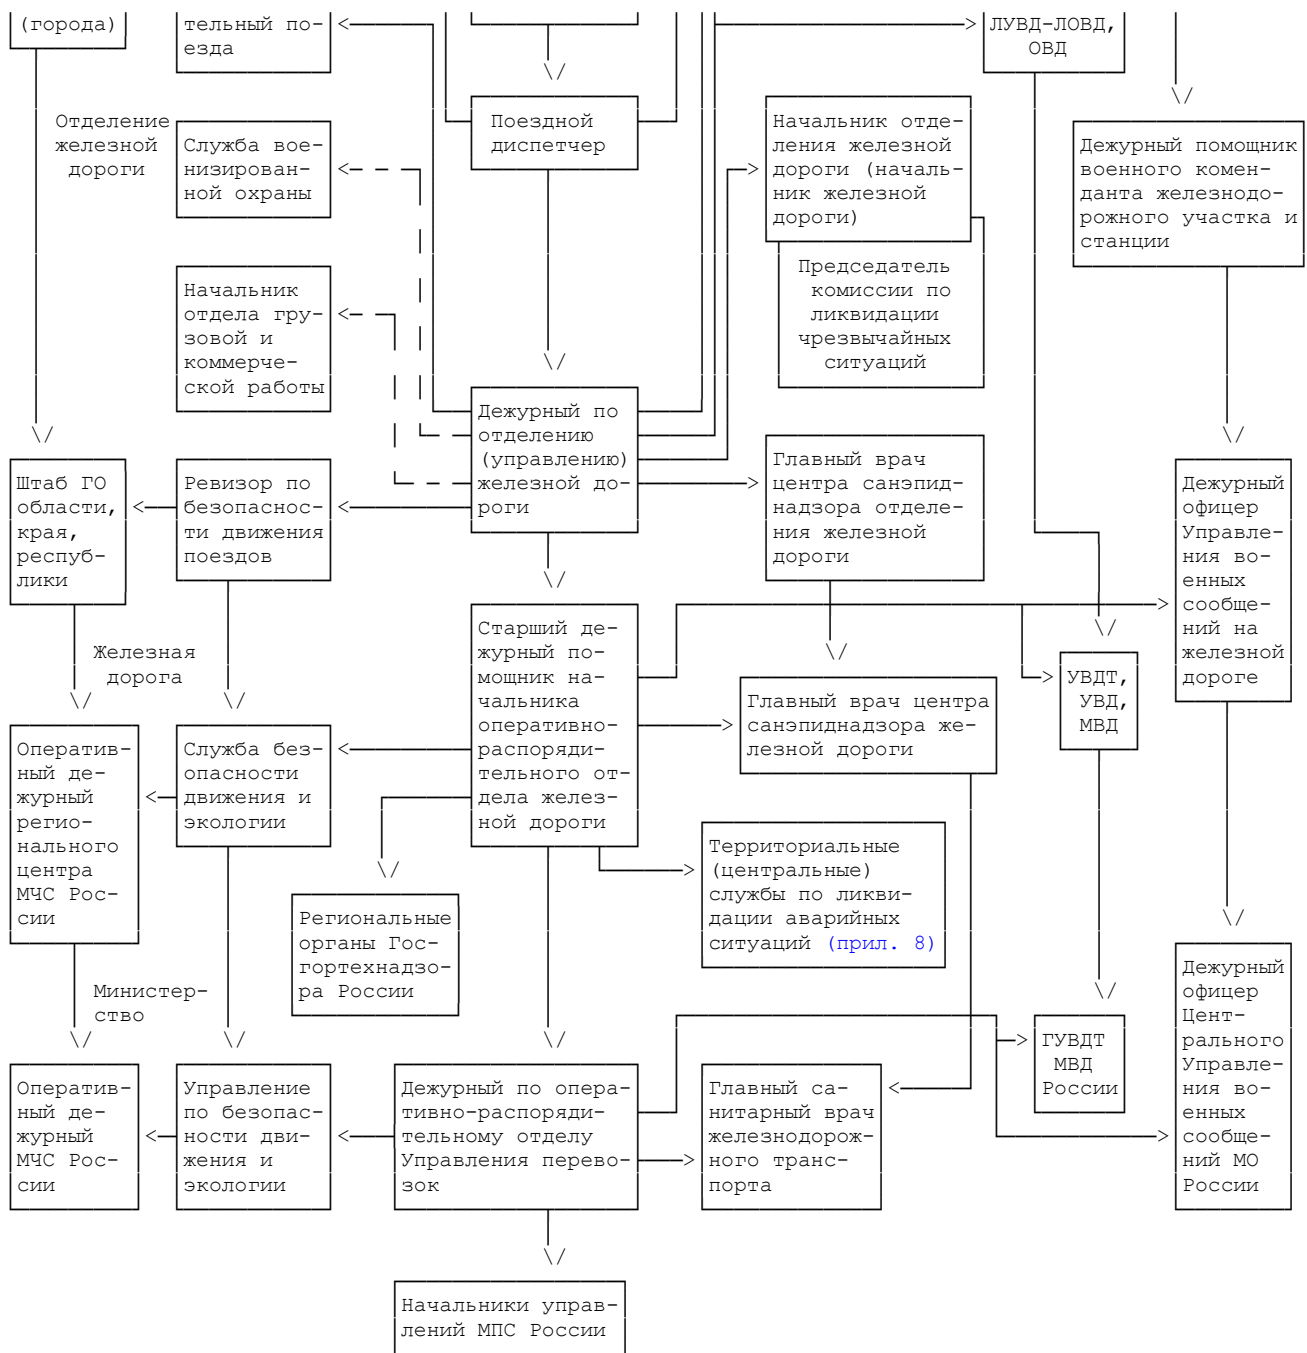 (города)
тельный по-
езда
ЛУВД-ЛОВД,
ОВД
Отделение
железной
дороги
Служба вое-
низирован-
ной охраны
Поездной
диспетчер
Начальник отде-
ления железной
дороги (началь-
ник железной
дороги)
Дежурный помощник
военного комен-
данта железнодо-
рожного участка и
станции
Председатель
комиссии по
ликвидации
чрезвычайных
ситуаций
Начальник
отдела гру-
зовой и
коммерче-
ской работы
Дежурный по
отделению
(управлению)
железной до-
роги
Главный врач
центра санэпид-
надзора отделе-
ния железной
дороги
Штаб ГО
области,
края,
респуб-
лики
Ревизор по
безопаснос-
ти движения
поездов
Дежурный
офицер
Управле-
ния во-
енных
сообще-
ний на
железной
дороге
Железная
дорога
Старший де-
журный по-
мощник на-
чальника
оперативно-
распоряди-
тельного от-
дела желез-
ной дороги
Главный врач центра
санэпиднадзора же-
лезной дороги
УВДТ,
УВД,
МВД
Оператив-
ный де-
журный
регио-
нального
центра
МЧС Рос-
сии
Служба без-
опасности
движения и
экологии
Территориальные
(центральные)
службы по ликви-
дации аварийных
ситуаций (прил. 8)
Региональные
органы Гос-
гортехнадзо-
ра России
Министер-
ство
Дежурный
офицер
Цент-
рального
Управле-
ния во-
енных
сообще-
ний МО
России
ГУВДТ
МВД
России
Оператив-
ный де-
журный
МЧС Рос-
сии
Управление
по безопас-
ности дви-
жения и
экологии
Дежурный по опера-
тивно-распоряди-
тельному отделу
Управления перево-
зок
Главный са-
нитарный врач
железнодорож-
ного транс-
порта
Начальники управ-
лений МПС России